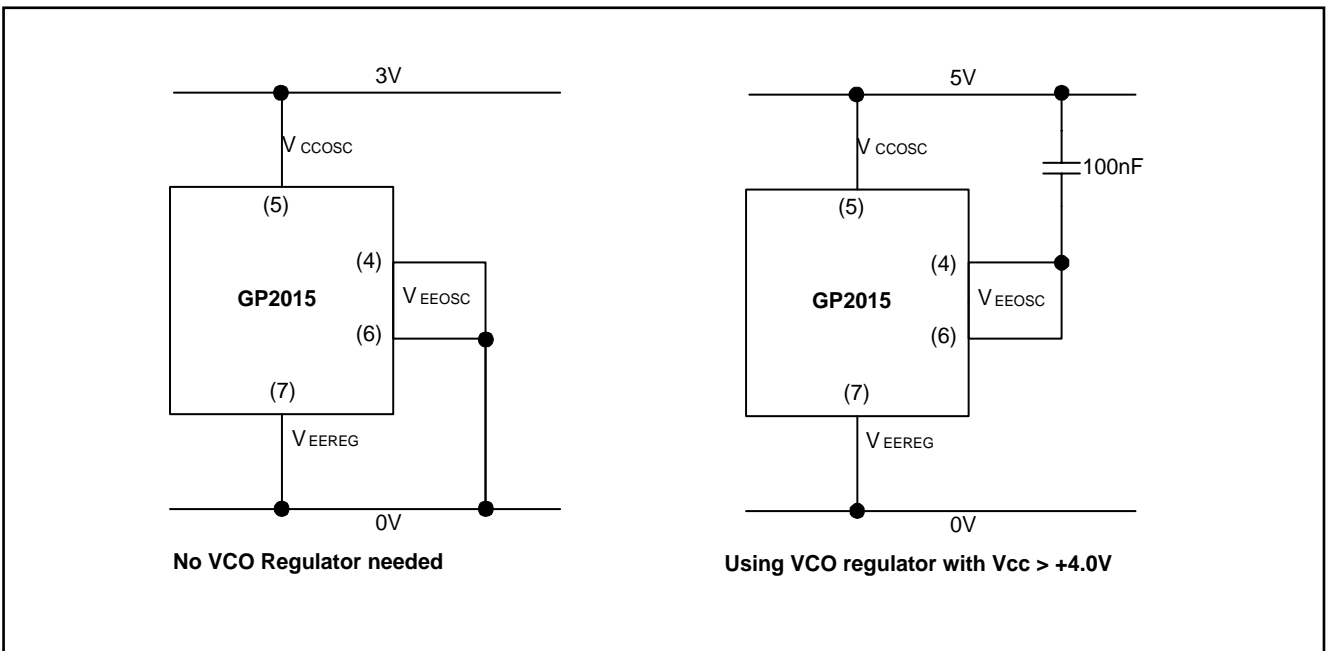 3V
V CCOSC
(5)
(4)
GP2015
V EEOSC
(6)
(7)
V EEREG
0V
No VCO Regulator needed
5V
V CCOSC
100nF
(5)
(4)
GP2015
V EEOSC
(6)
(7)
V EEREG
0V
Using VCO regulator with Vcc > +4.0V